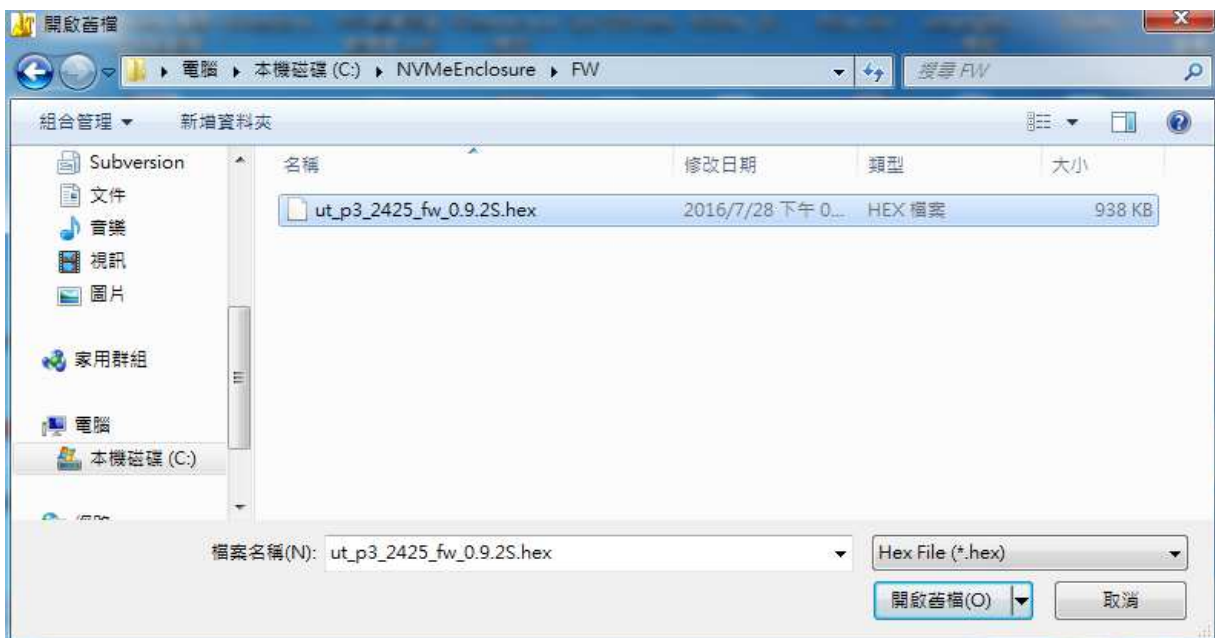 開啟舊檔
電腦 ▸ 本機磁碟 (C:) ▸ NVMeEnclosure ▸ FW
搜尋 FW
組合管理 新增資料夾
名稱 修改日期 類型 大小
Subversion
文件
音樂
視訊
圖片
家用群組
電腦
本機磁碟 (C:)
ut_p3_2425_fw_0.9.2S.hex 2016/7/28 下午 0... HEX 檔案 938 KB
檔案名稱(N): ut_p3_2425_fw_0.9.2S.hex Hex File (*.hex)
開啟舊檔(O) 取消